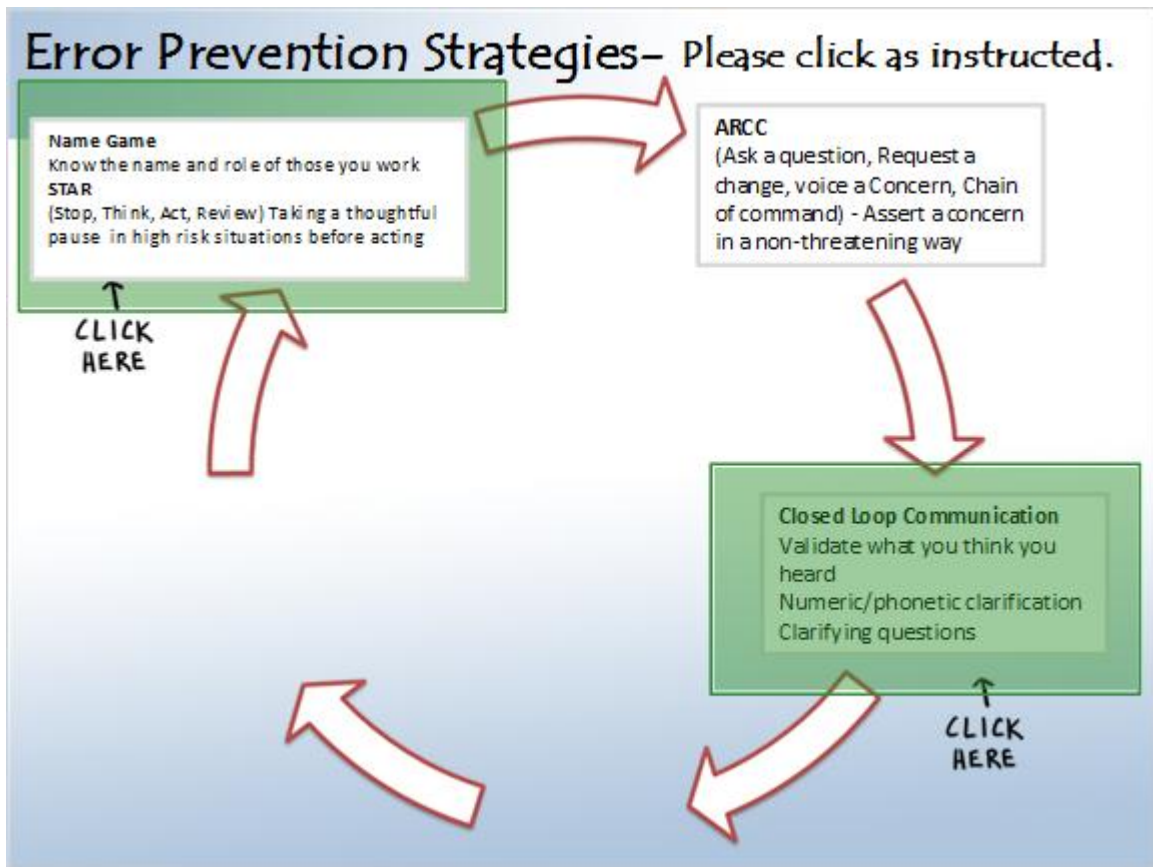 Error Prevention Strategies- Please click as instructed.
Name Game
Know the name and role of those you work
STAR
(Stop, Think, Act, Review) Taking a thoughtful
pause in high risk situations before acting
CLICK
HERE
ARCC
(Ask a question, Request a
change, voice a Concern, Chain
of command) - Assert a concern
in a non-threatening way
Closed Loop Communication
Validate what you think you
heard
Numeric/phonetic clarification
Clarifying questions
CLICK
HERE